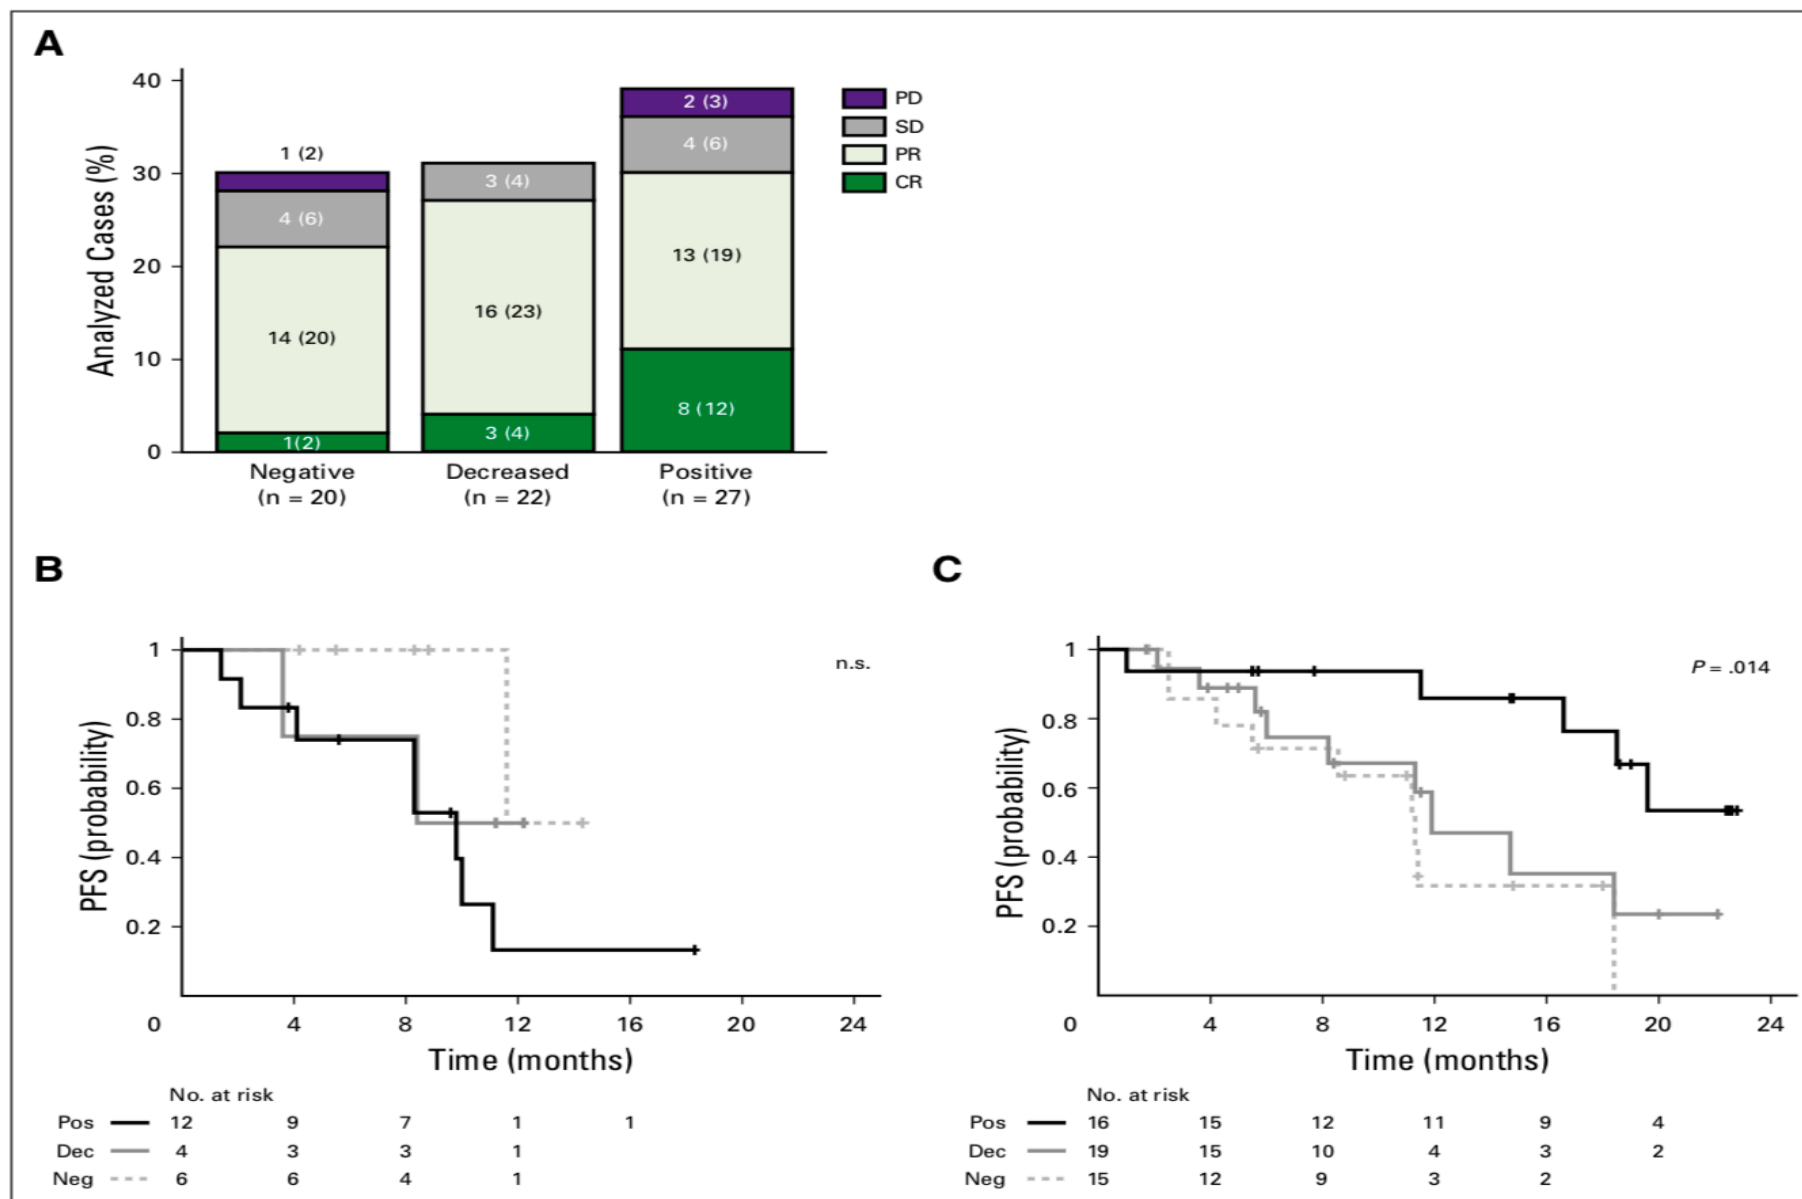 A
Analyzed Cases (%)
40
30
20
10
0
1 (2)
4 (6)
14 (20)
1(2)
3 (4)
16 (23)
3 (4)
2 (3)
4 (6)
13 (19)
8 (12)
Negative
(n = 20)
Decreased
(n = 22)
Positive
(n = 27)
PD
SD
PR
CR
B
PFS (probability)
1
0.8
0.6
0.4
0.2
n.s.
0 4 8 12 16 20 24
Time (months)
No. at risk
Pos 12 9 7 1 1
Dec 4 3 3 1
Neg 6 6 4 1
C
PFS (probability)
1
0.8
0.6
0.4
0.2
P = .014
0 4 8 12 16 20 24
Time (months)
No. at risk
Pos 16 15 12 11 9 4
Dec 19 15 10 4 3 2
Neg 15 12 9 3 2